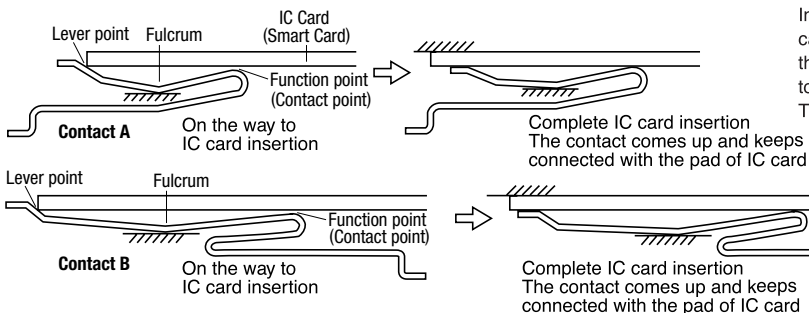 IC Card
(Smart Card)
Lever point
Fulcrum
Function point
(Contact point)
Contact A
On the way to
IC card insertion
Complete IC card insertion
The contact comes up and keeps
connected with the pad of IC card
Lever point
Fulcrum
Function point
(Contact point)
Contact B
On the way to
IC card insertion
Complete IC card insertion
The contact comes up and keeps
connected with the pad of IC card